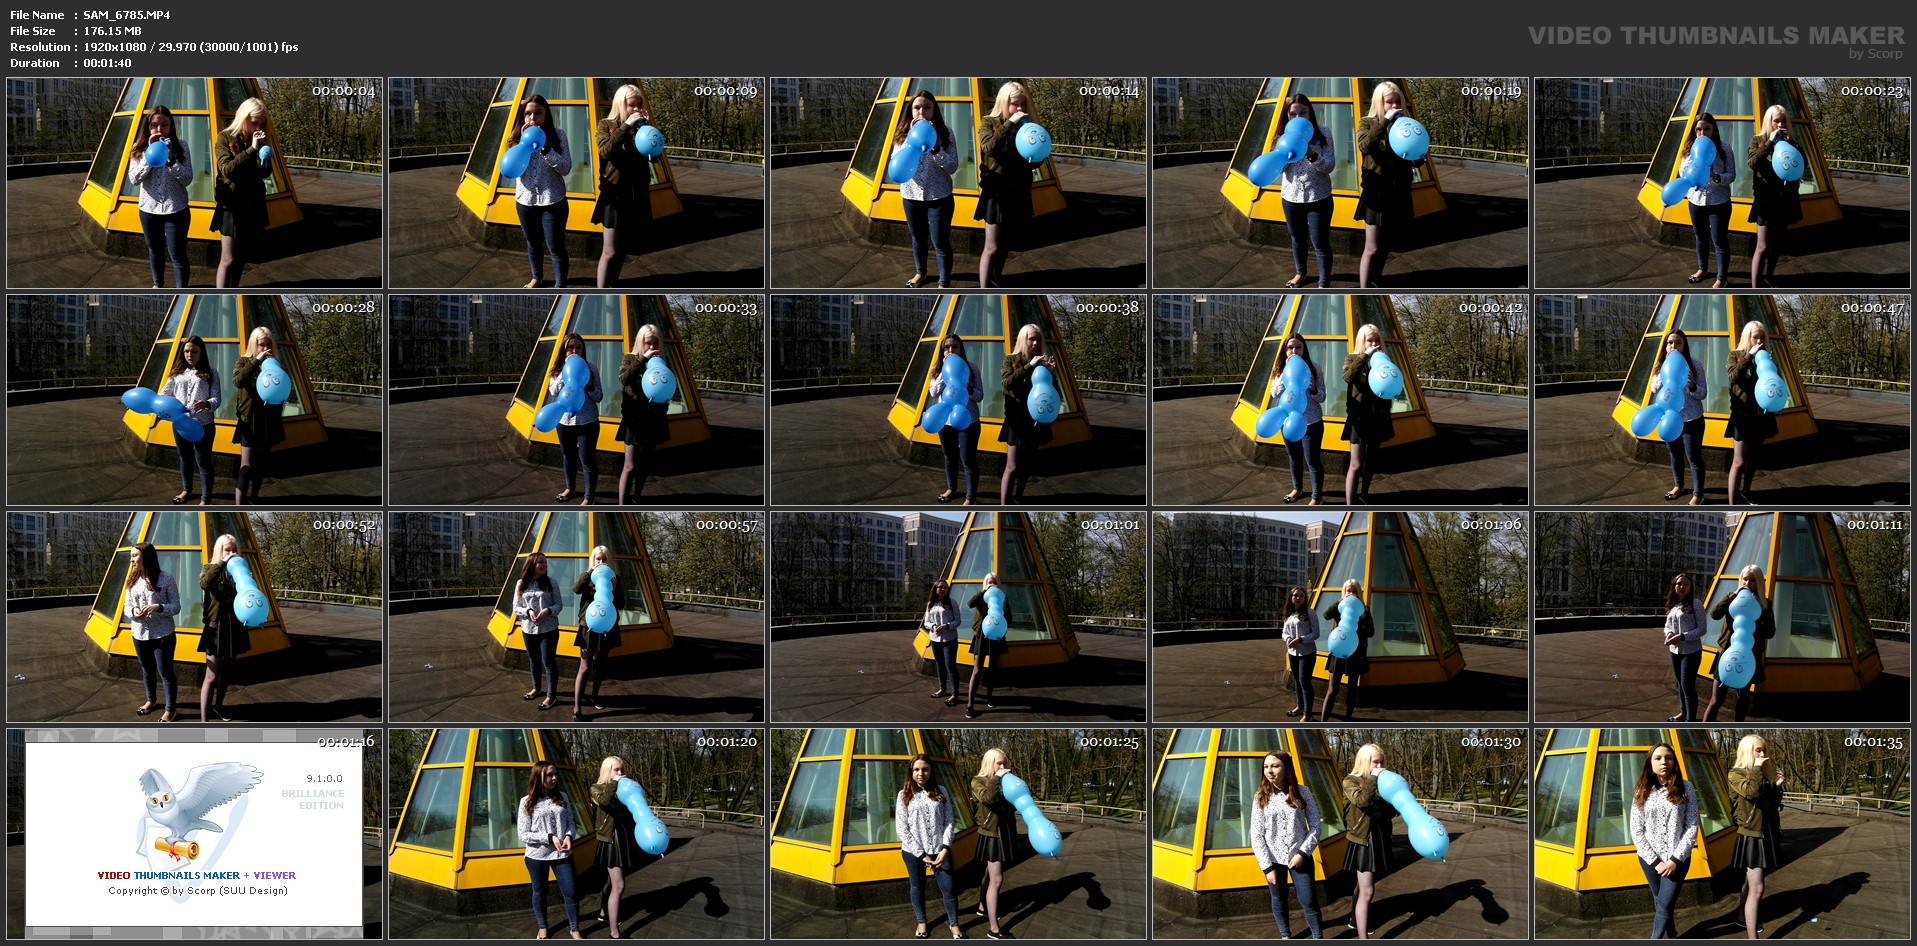 File Name : SAM_6785.MP4
File Size : 176.15 MB
Resolution : 1920x1080 / 29.970 (30000/1001) fps
Duration : 00:01:40
VIDEO THUMBNAILS MAKER
by Scorp
00:00:04
00:00:09
00:00:14
00:00:19
00:00:23
00:00:28
00:00:33
00:00:38
00:00:42
00:00:47
00:00:52
00:00:57
00:01:01
00:01:06
00:01:11
00:01:16
9.1.0.0
BRILLIANCE
EDITION
VIDEO THUMBNAILS MAKER + VIEWER
Copyright © by Scorp (SUU Design)
00:01:20
00:01:25
00:01:30
00:01:35